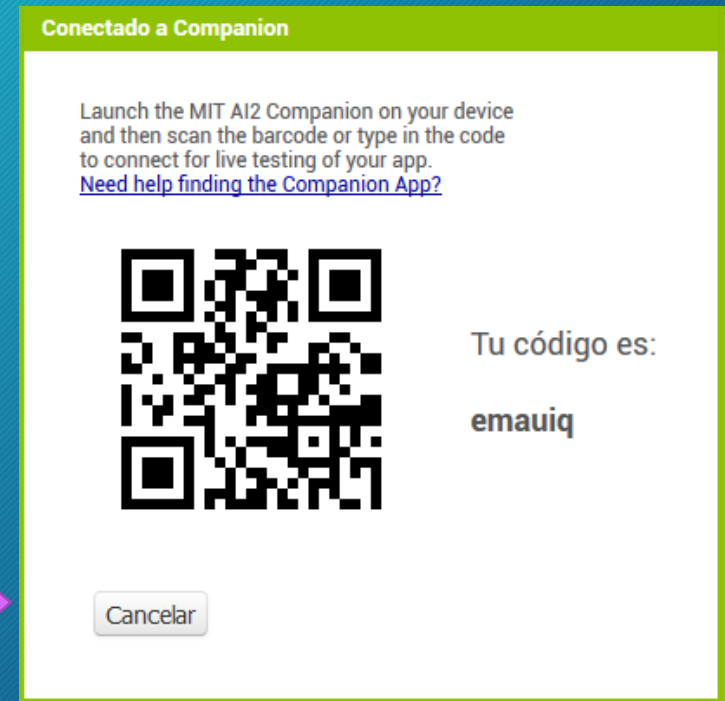 Conectado a Companion
Launch the MIT AI2 Companion on your device
and then scan the barcode or type in the code
to connect for live testing of your app.
Need help finding the Companion App?
Tu código es:
emauiq
Cancelar